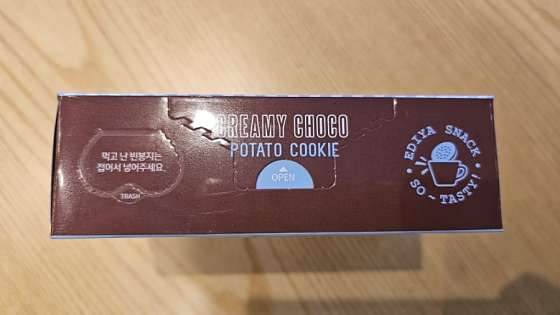 CREAMY CHOCO
POTATO COOKIE
OPEN
먹고 난 빈봉지는
접어서 넣어주세요
TRASH
EDIYA SNACK
SO ~ TASTY!